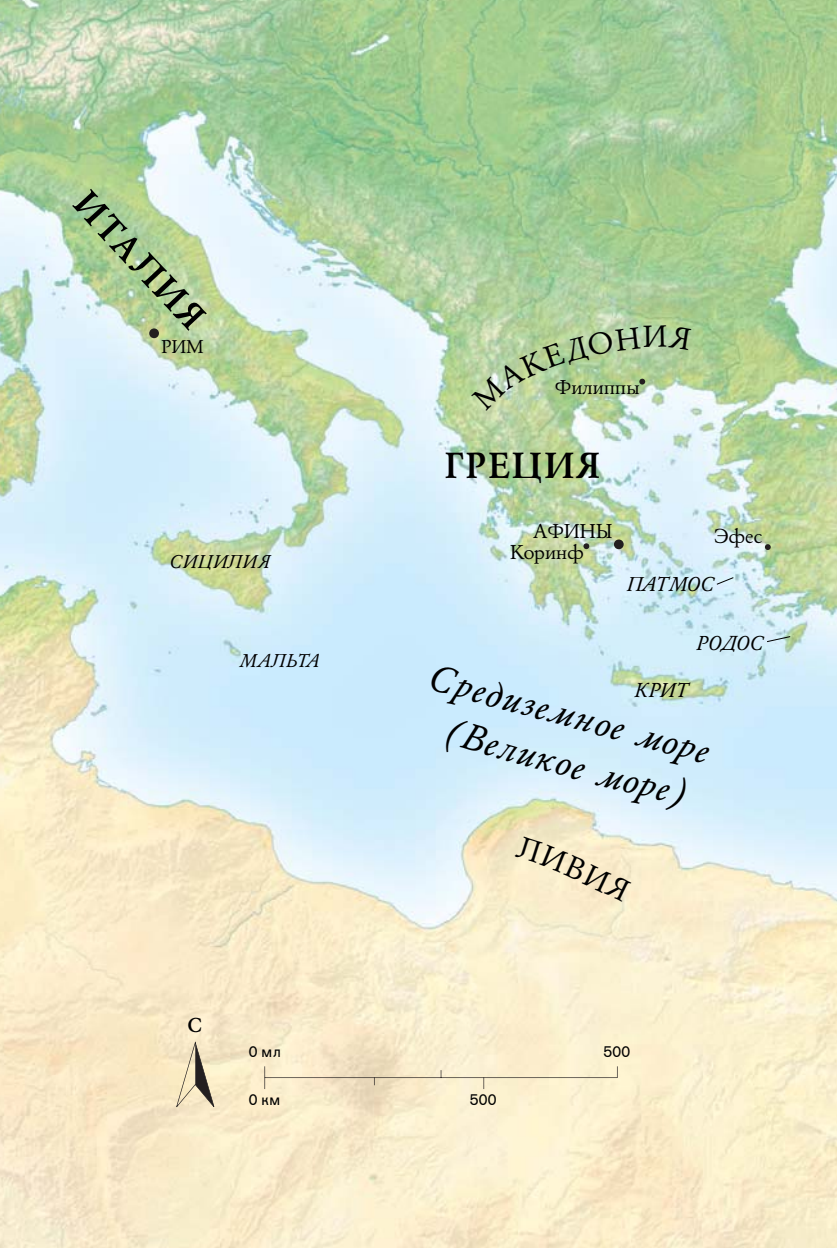 ИТАЛИЯ
РИМ
МАКЕДОНИЯ
Филиппы
ГРЕЦИЯ
АФИНЫ
Коринф
Эфес
СИЦИЛИЯ
ПАТМОС
РОДОС
МАЛЬТА
КРИТ
Средиземное море
(Великое море)
ЛИВИЯ
С
0 мл 500
0 км 500